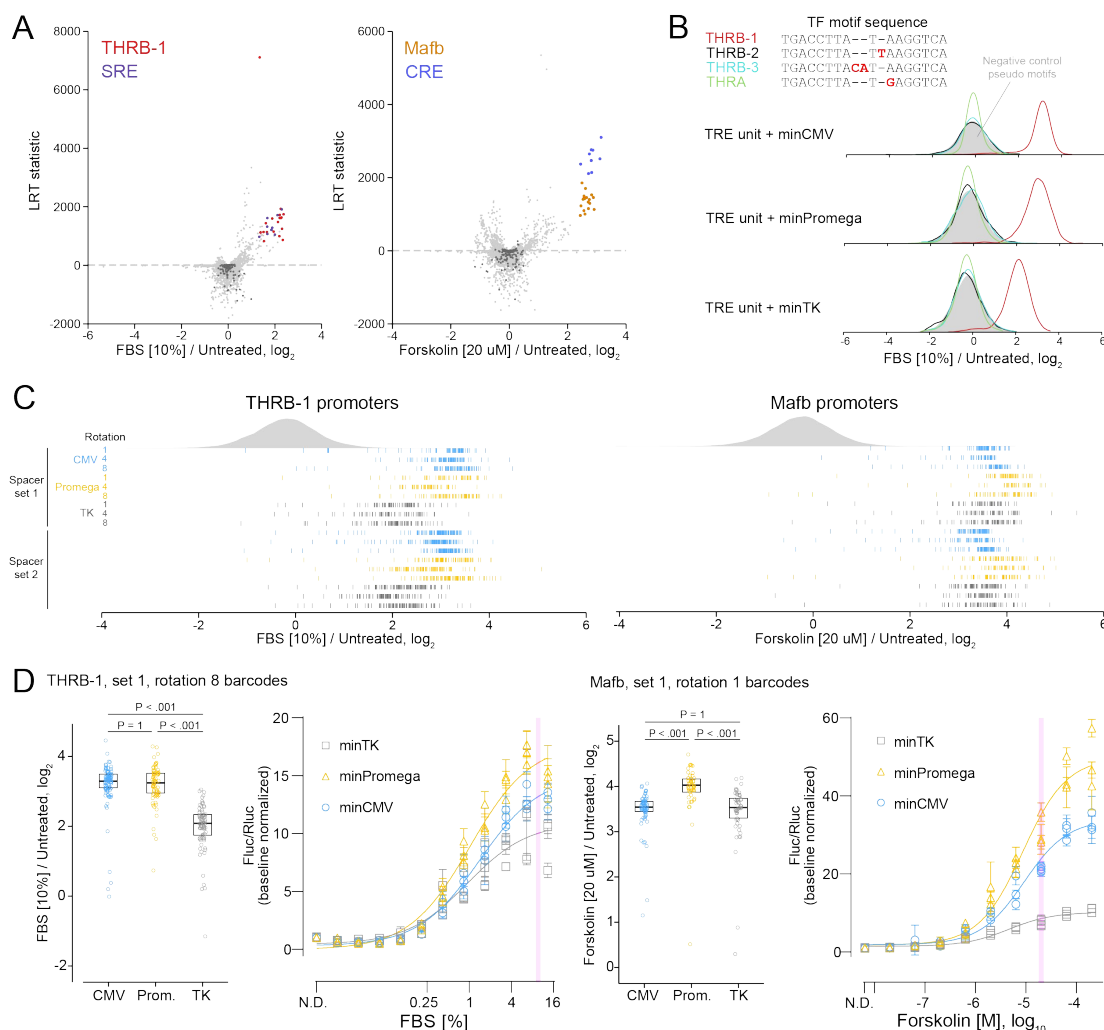 A
THRB-1
SRE
LRT statistic
8000
6000
4000
2000
0
-2000
-6
-4
-2
0
2
4
FBS [10%] / Untreated, log2
Mafb
CRE
LRT statistic
6000
4000
2000
0
-2000
-4
-2
0
2
4
Forskolin [20 uM] / Untreated, log2
B
TF motif sequence
THRB-1 TGACCTTA--T-AAGGTCA
THRB-2 TGACCTTA--TTAAGGTCA
THRB-3 TGACCTTACAT-AAGGTCA
THRA TGACCTTA--T-GAGGTCA
Negative control
pseudo motifs
TRE unit + minCMV
TRE unit + minPromega
TRE unit + minTK
-6
-4
-2
0
2
4
6
FBS [10%] / Untreated, log2
C
THRB-1 promoters
Mafb promoters
Rotation
Spacer
set 1
CMV
1
4
8
Promega
1
4
8
TK
1
4
8
Spacer
set 2
-4
-2
0
2
4
6
FBS [10%] / Untreated, log2
-4
-2
0
2
4
6
Forskolin [20 uM] / Untreated, log2
D
THRB-1, set 1, rotation 8 barcodes
P < .001
P = 1
P < .001
FBS [10%] / Untreated, log2
4
2
0
-2
CMV
Prom.
TK
Fluc/Rluc
(baseline normalized)
20
15
10
5
0
minTK
minPromega
minCMV
N.D.
0.25
1
4
16
FBS [%]
Mafb, set 1, rotation 1 barcodes
P = 1
P <.001
P <.001
Forskolin [20 uM] / Untreated, log2
5
4
3
2
1
0
CMV
Prom.
TK
Fluc/Rluc
(baseline normalized)
60
40
20
0
minTK
minPromega
minCMV
N.D.
-7
-6
-5
-4
Forskolin [M], log10